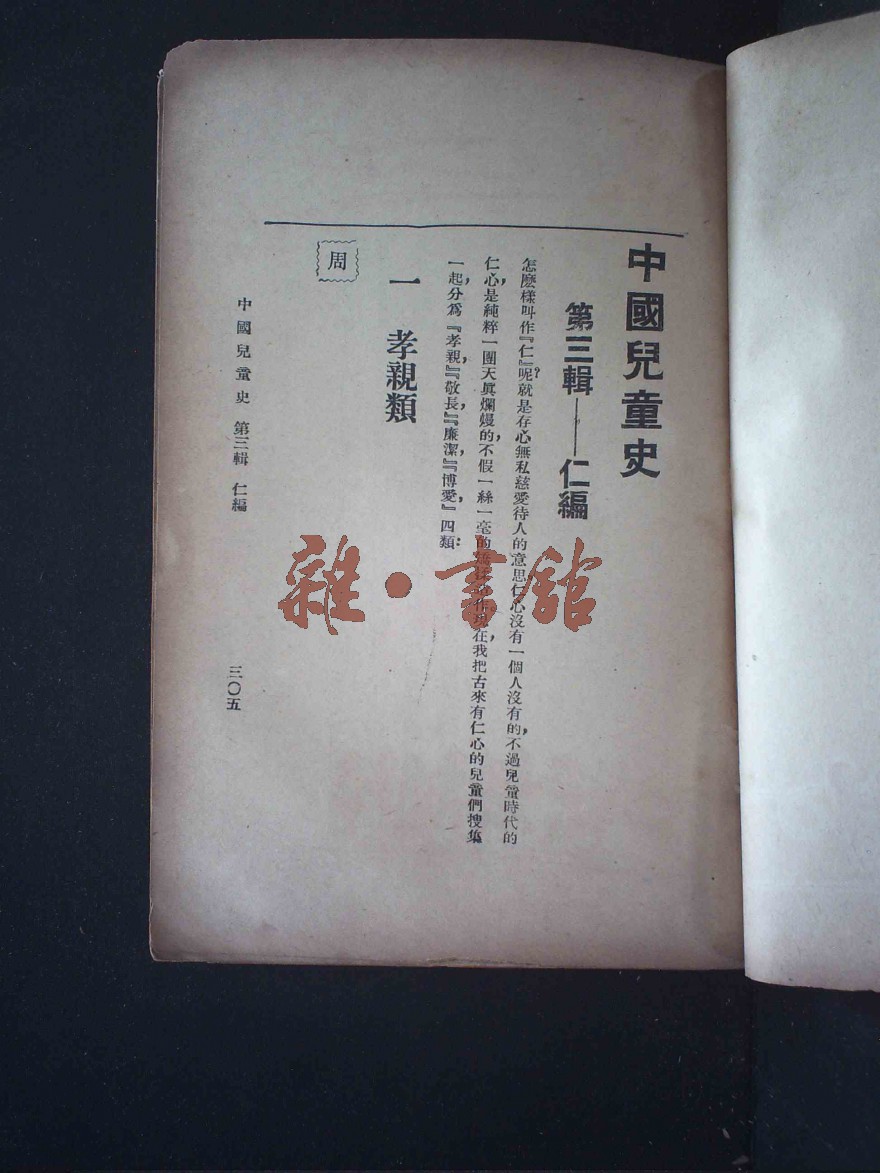 中國兒童史
第三輯——仁編
怎麼樣叫作『仁』呢?就是存心無私慈愛待人的意思仁心沒有一個人沒有的,不過兒童時代的
仁心,是純粹一團天眞爛嫚的,不假一絲一毫的作,現在我把古來有仁心的兒童們搜集
一起,分爲『孝親,』『敬長,』『廉潔,』『博愛,』四類:
一 孝親類
周
中國兒童史 第三輯 仁編
三〇五
雜·書館